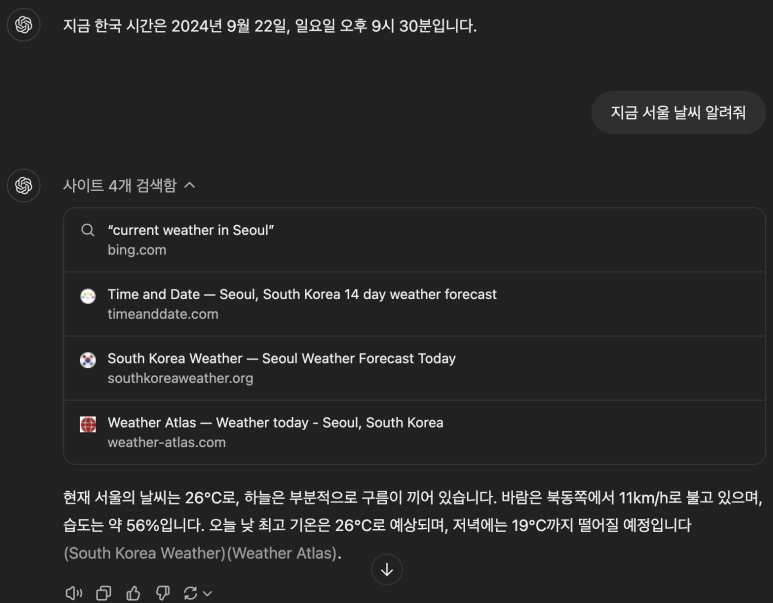 지금 한국 시간은 2024년 9월 22일, 일요일 오후 9시 30분입니다.
지금 서울 날씨 알려줘
사이트 4개 검색함
“current weather in Seoul”
bing.com
Time and Date — Seoul, South Korea 14 day weather forecast
timeanddate.com
South Korea Weather — Seoul Weather Forecast Today
southkoreaweather.org
Weather Atlas — Weather today - Seoul, South Korea
weather-atlas.com
현재 서울의 날씨는 26°C로, 하늘은 부분적으로 구름이 끼어 있습니다. 바람은 북동쪽에서 11km/h로 불고 있으며,
습도는 약 56%입니다. 오늘 낮 최고 기온은 26°C로 예상되며, 저녁에는 19°C까지 떨어질 예정입니다
(South Korea Weather)(Weather Atlas).